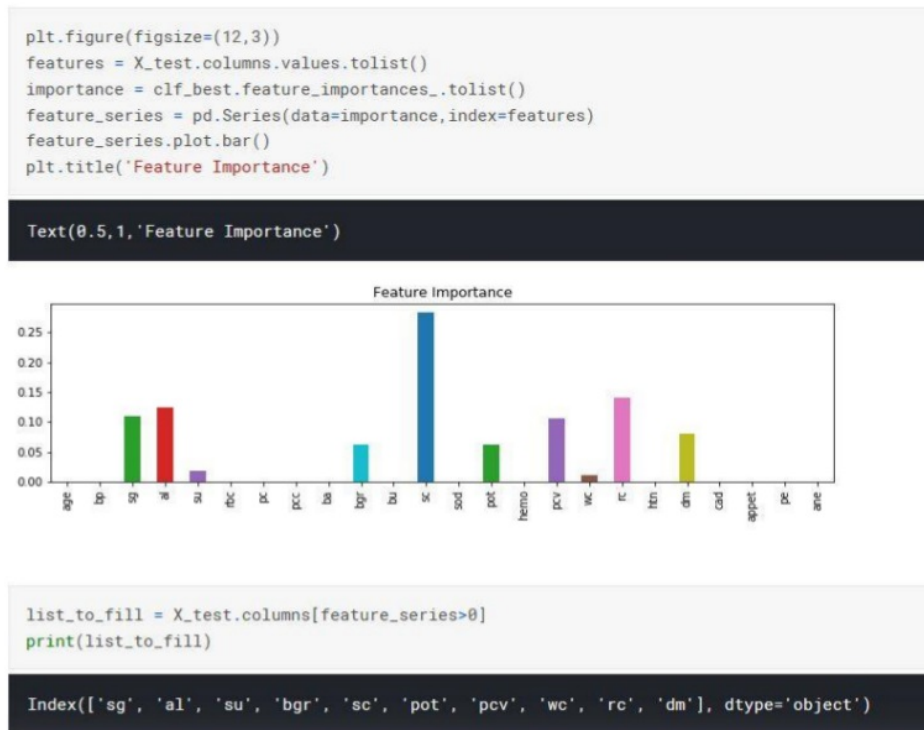 plt.figure(figsize=(12,3))
features = X_test.columns.values.tolist()
importance = clf_best.feature_importances_.tolist()
feature_series = pd.Series(data=importance,index=features)
feature_series.plot.bar()
plt.title('Feature Importance')
Text(0.5,1,'Feature Importance')
Feature Importance
0.25
0.20
0.15
0.10
0.05
0.00
age bp sg al su rbc pc pcc ba bgr bu sc sod pot hemo pcv wc rc htn dm cad appet pe ane
list_to_fill = X_test.columns[feature_series>0]
print(list_to_fill)
Index(['sg', 'al', 'su', 'bgr', 'sc', 'pot', 'pcv', 'wc', 'rc', 'dm'], dtype='object')